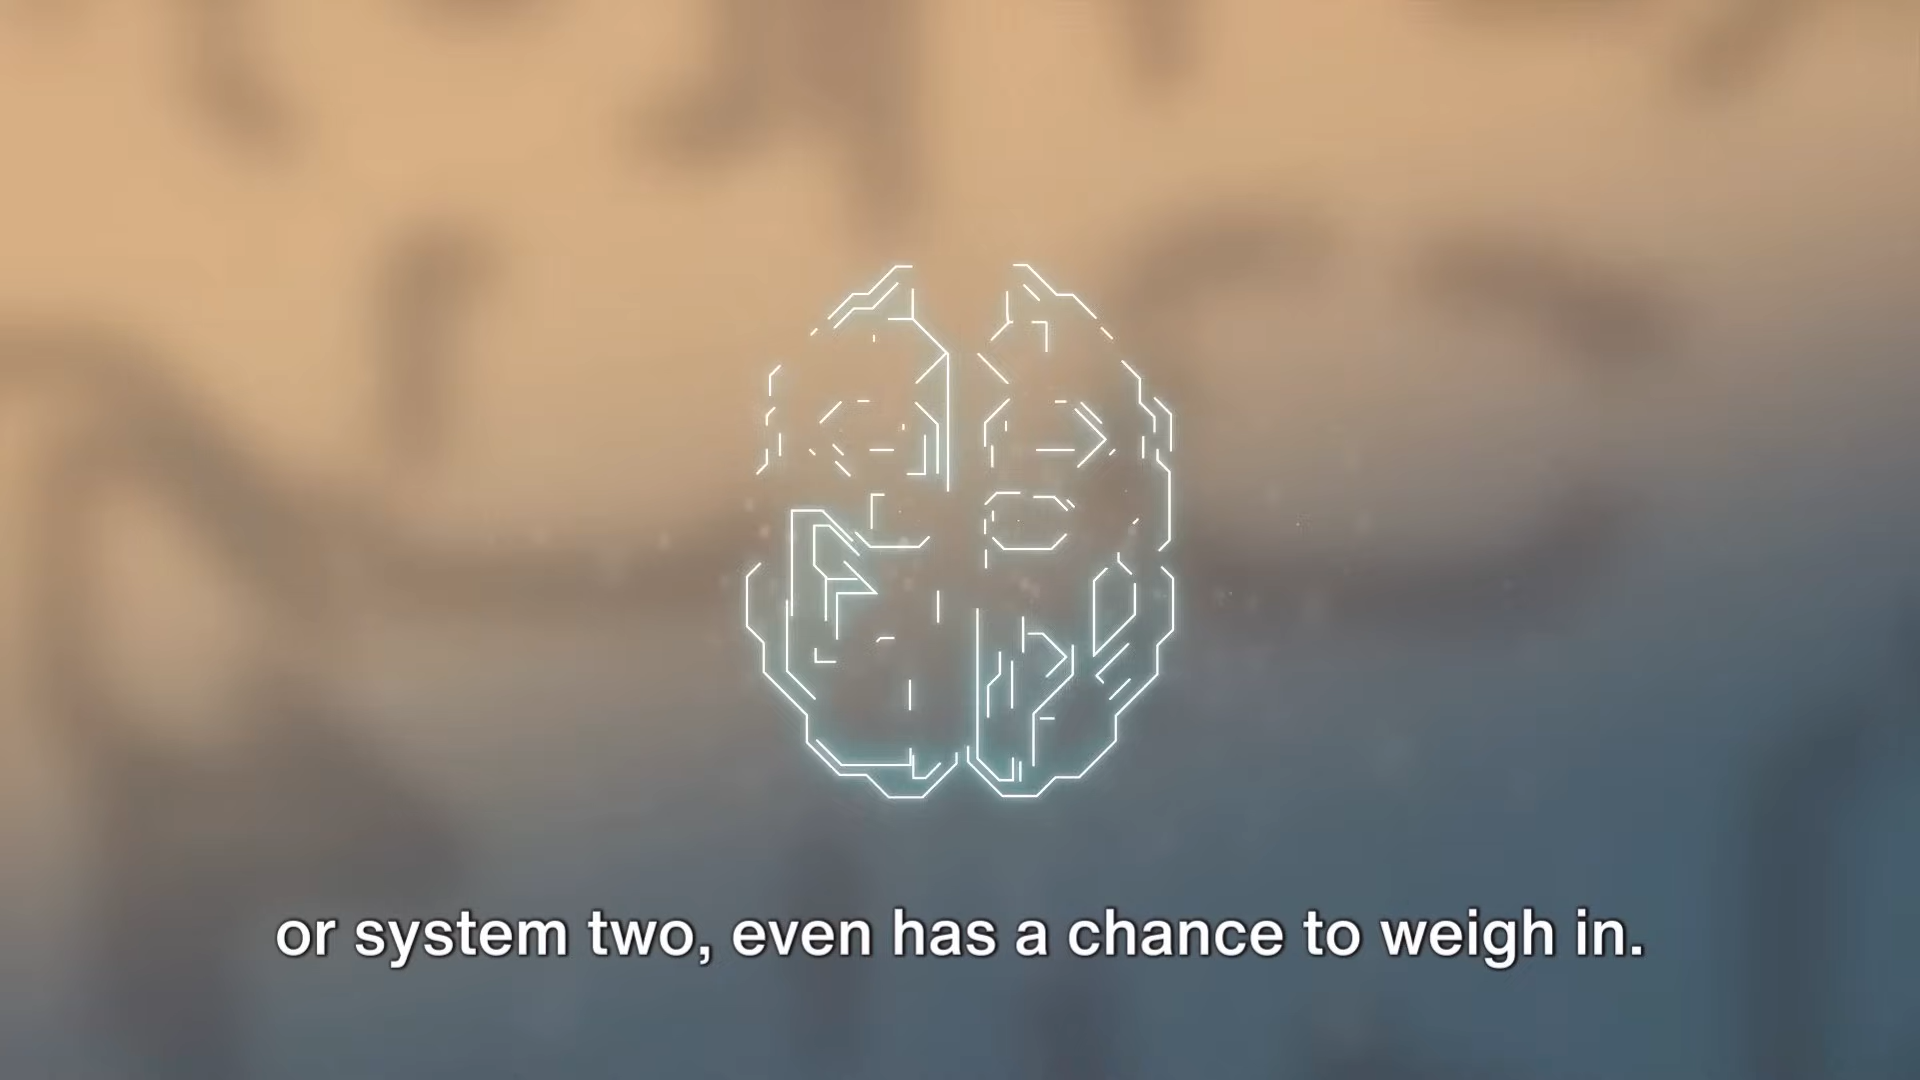 or system two, even has a chance to weigh in.